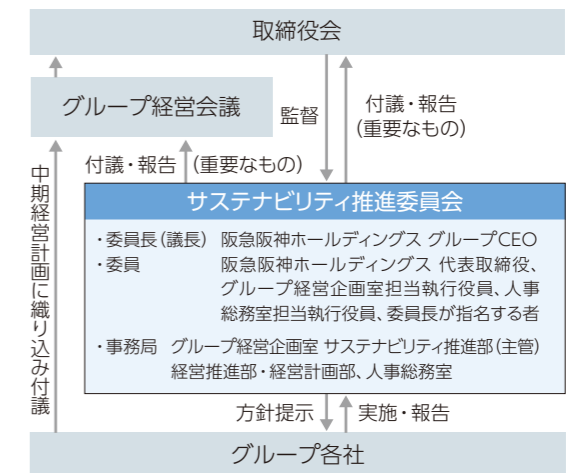 取締役会
グループ経営会議
監督
付議・報告
(重要なもの)
付議・報告 (重要なもの)
中期経営計画に織り込み付議
サステナビリティ推進委員会
・委員長(議長) 阪急阪神ホールディングス グループCEO
・委員 阪急阪神ホールディングス 代表取締役、
グループ経営企画室担当執行役員、人事
総務室担当執行役員、委員長が指名する者
・事務局 グループ経営企画室 サステナビリティ推進部(主管)
経営推進部・経営計画部、人事総務室
方針提示 実施・報告
グループ各社